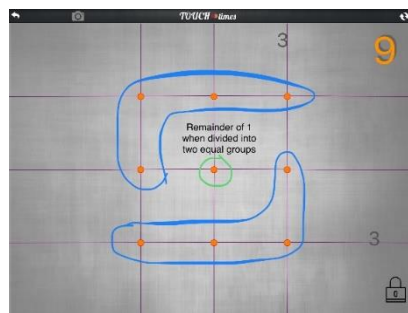 TOUCH times
3
9
Remainder of 1
when divided into
two equal groups
3
0